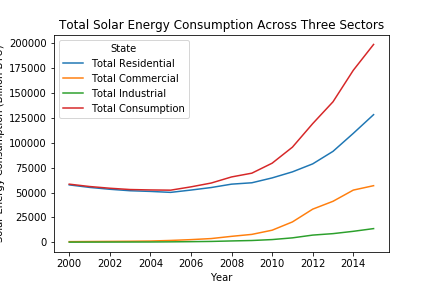 Total Solar Energy Consumption Across Three Sectors
State
Total Residential
Total Commercial
Total Industrial
Total Consumption
200000
175000
150000
125000
100000
75000
50000
25000
0
2000
2002
2004
2006
2008
2010
2012
2014
Year